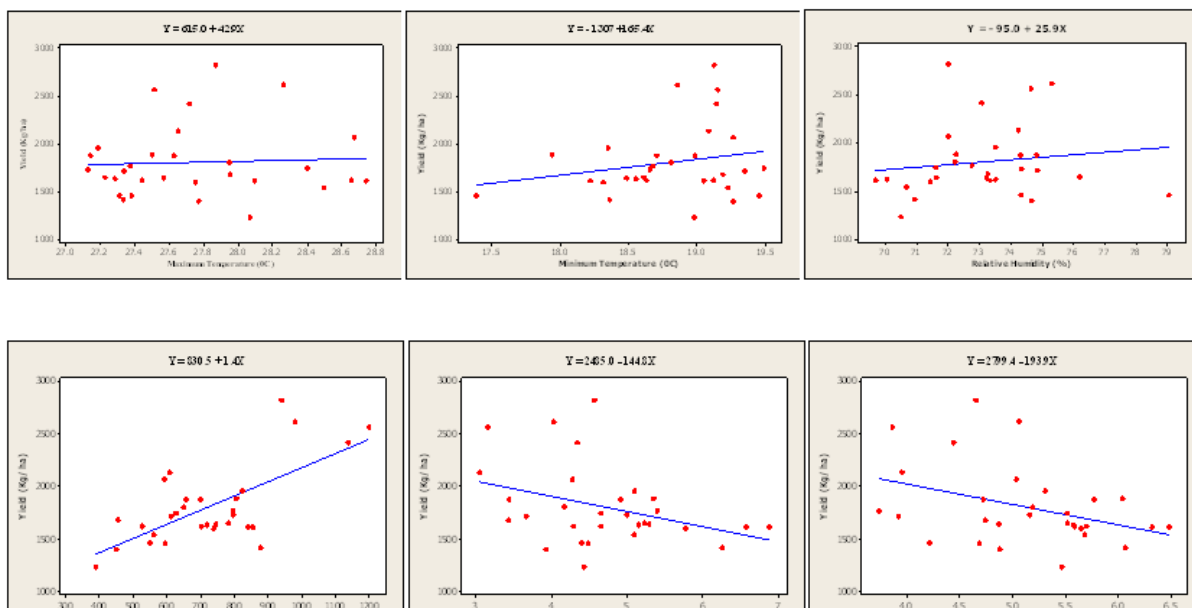 Y = 615.0 + 42.9X
Y = -1307 +165.4X
Y = - 95.0 + 25.9X
3000
2500
2000
1500
1000
Yield (Kg/ha)
27.0 27.2 27.4 27.6 27.8 28.0 28.2 28.4 28.6 28.8
Maximum Temperature (0C)
3000
2500
2000
1500
1000
Yield (Kg/ha)
17.5 18.0 18.5 19.0 19.5
Minimum Temperature (0C)
3000
2500
2000
1500
1000
Yield (Kg/ha)
70 71 72 73 74 75 76 77 78 79
Relative Humidity (%)
Y = 830.5 + 1.4X
Y = 2485.0 -144.8X
Y = 2799.4 -193.9X
3000
2500
2000
1500
1000
Yield (Kg/ha)
300 400 500 600 700 800 900 1000 1100 1200
3000
2500
2000
1500
1000
Yield (Kg/ha)
3 4 5 6 7
3000
2500
2000
1500
1000
Yield (Kg/ha)
4.0 4.5 5.0 5.5 6.0 6.5